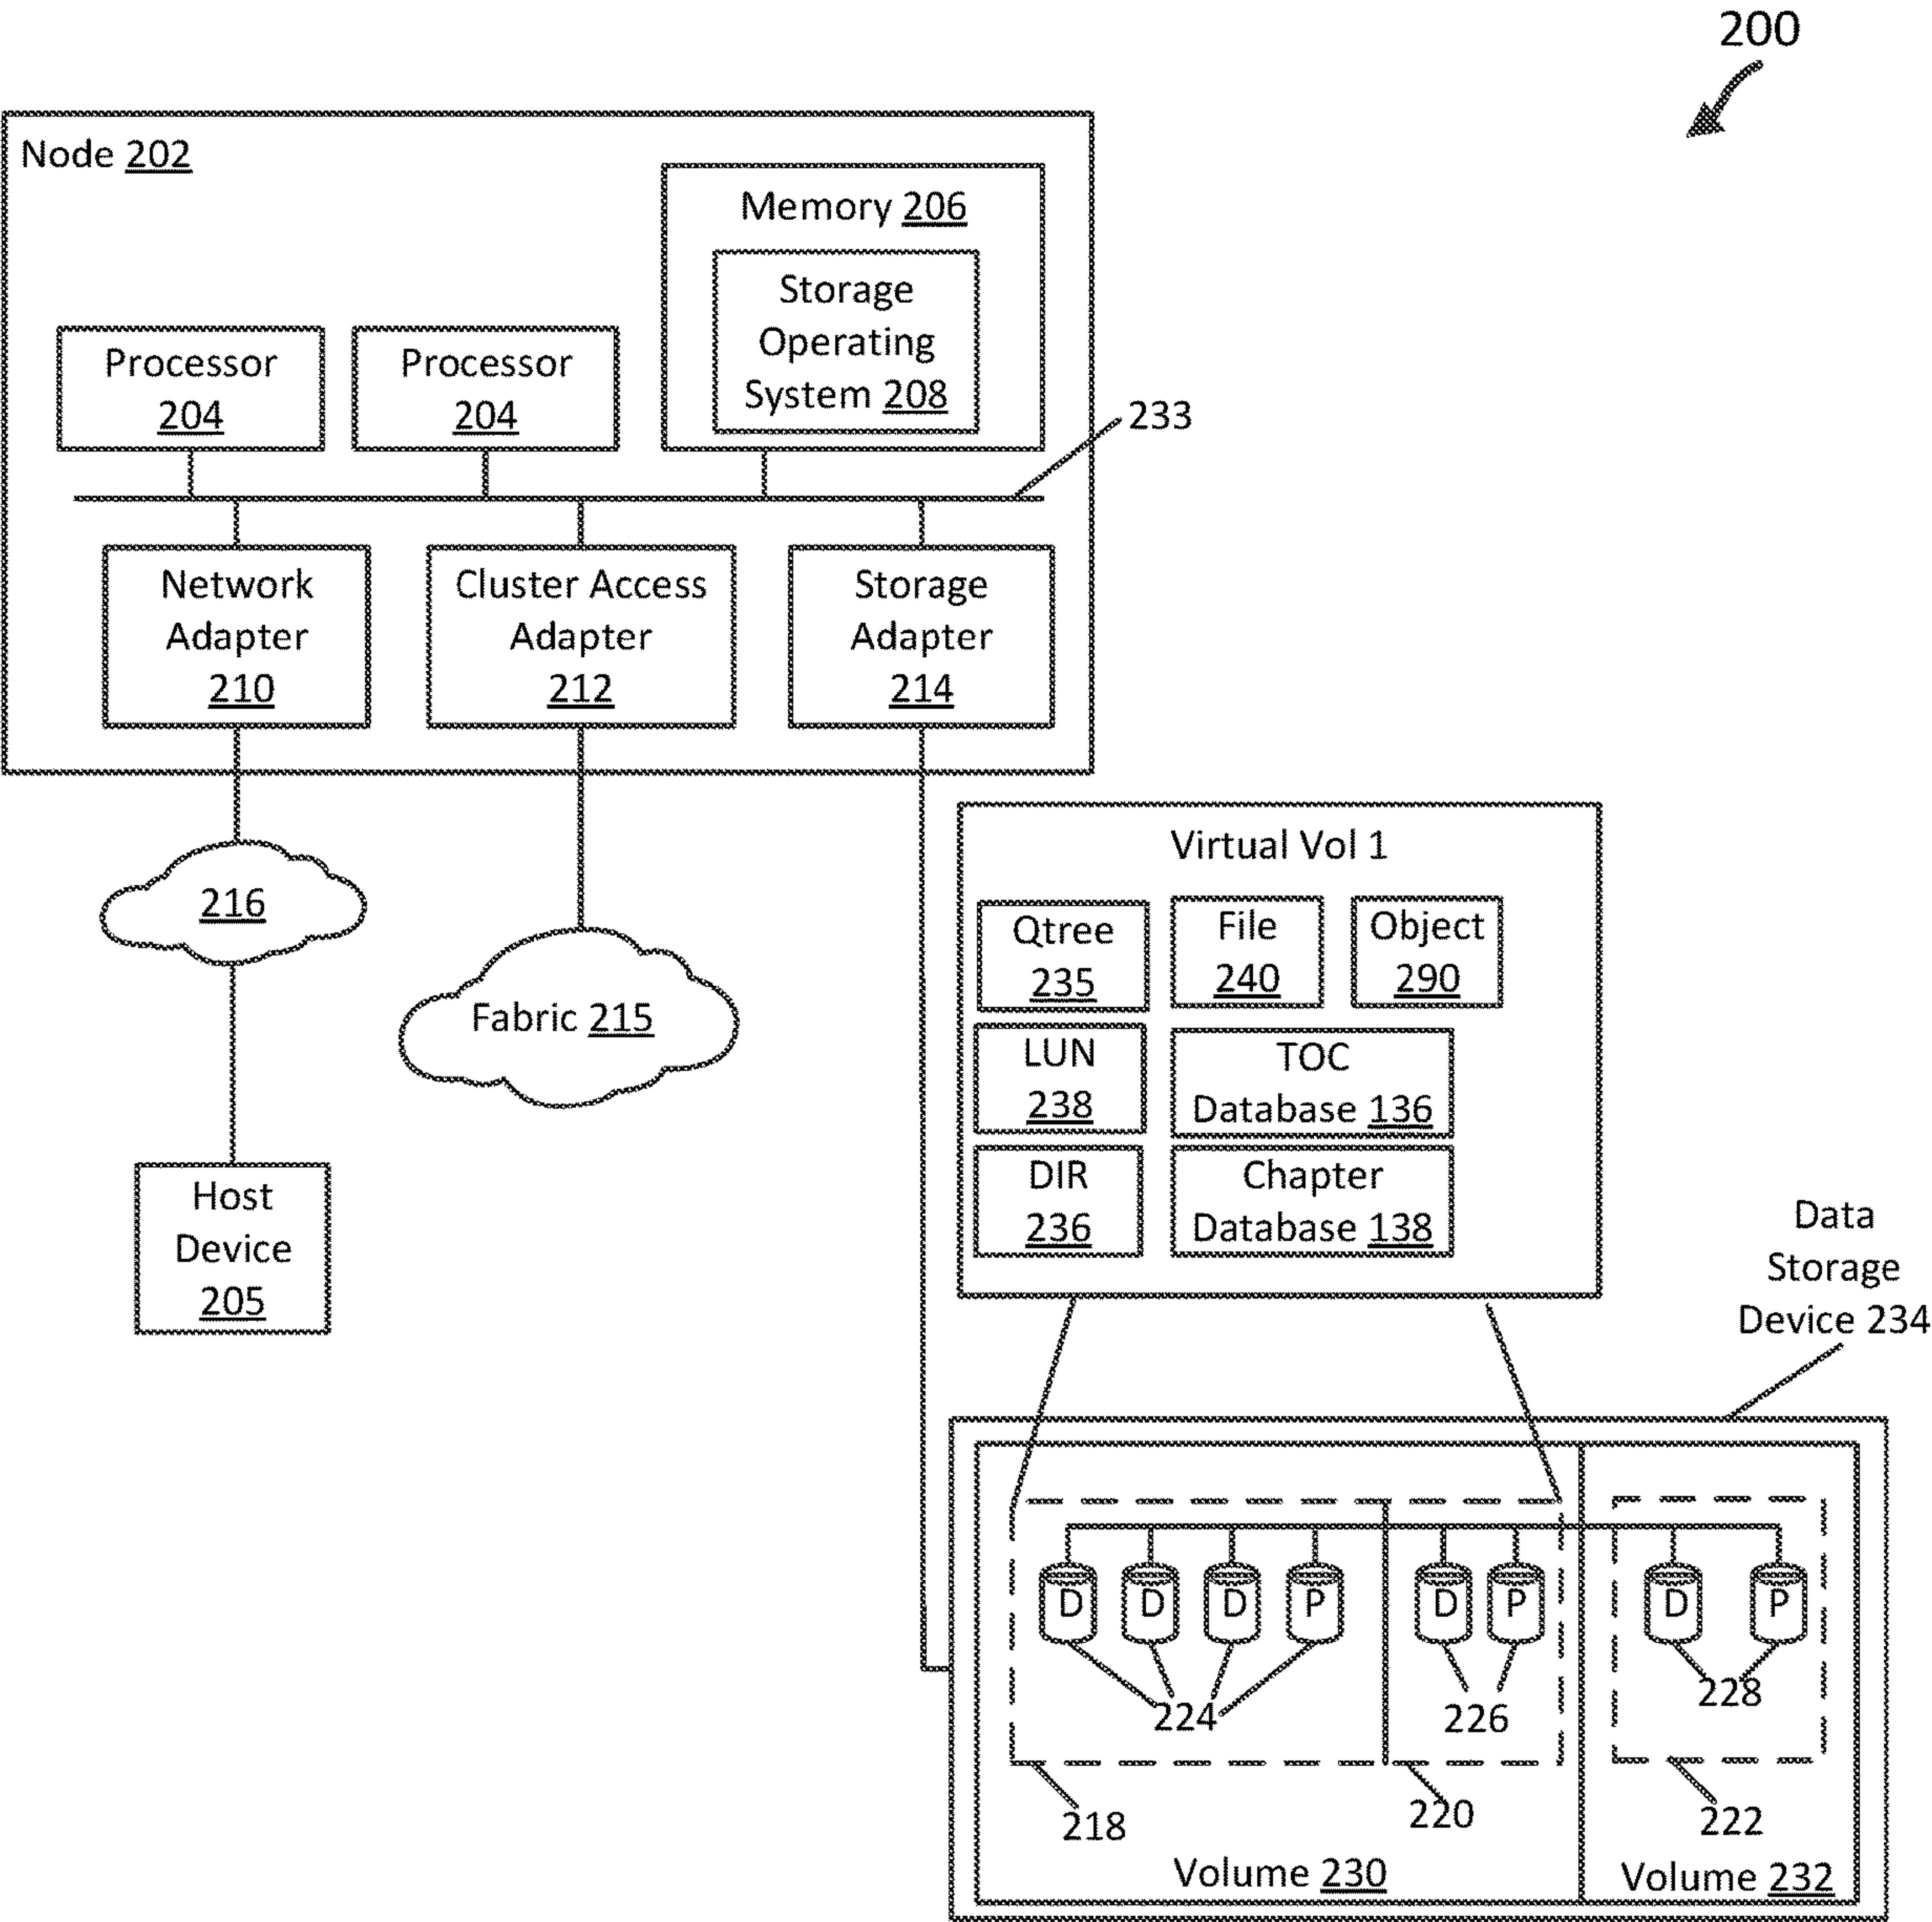 200
Node 202
Memory 206
Storage
Operating
System 208
Processor
204
Processor
204
233
Network
Adapter
210
Cluster Access
Adapter
212
Storage
Adapter
214
216
Fabric 215
Host
Device
205
Virtual Vol 1
Qtree
235
File
240
Object
290
LUN
238
TOC
Database 136
DIR
236
Chapter
Database 138
Data
Storage
Device 234
D
D
D
P
D
P
D
P
224
226
228
218
220
222
Volume 230
Volume 232